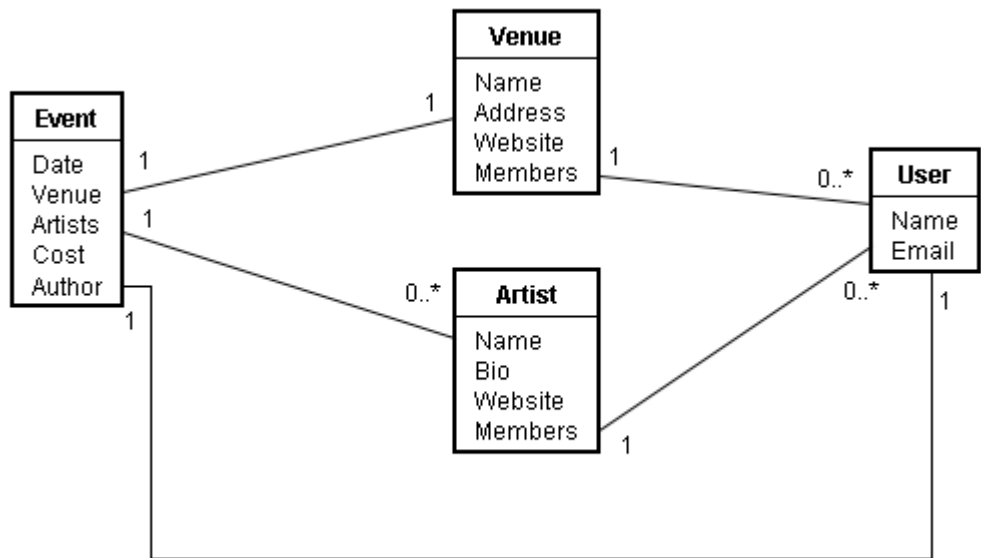 Venue
Name
Address
Website
Members
Event
Date
Venue
Artists
Cost
Author
User
Name
Email
Artist
Name
Bio
Website
Members
1
1
1
0..*
1
0..*
0..*
1
1
1